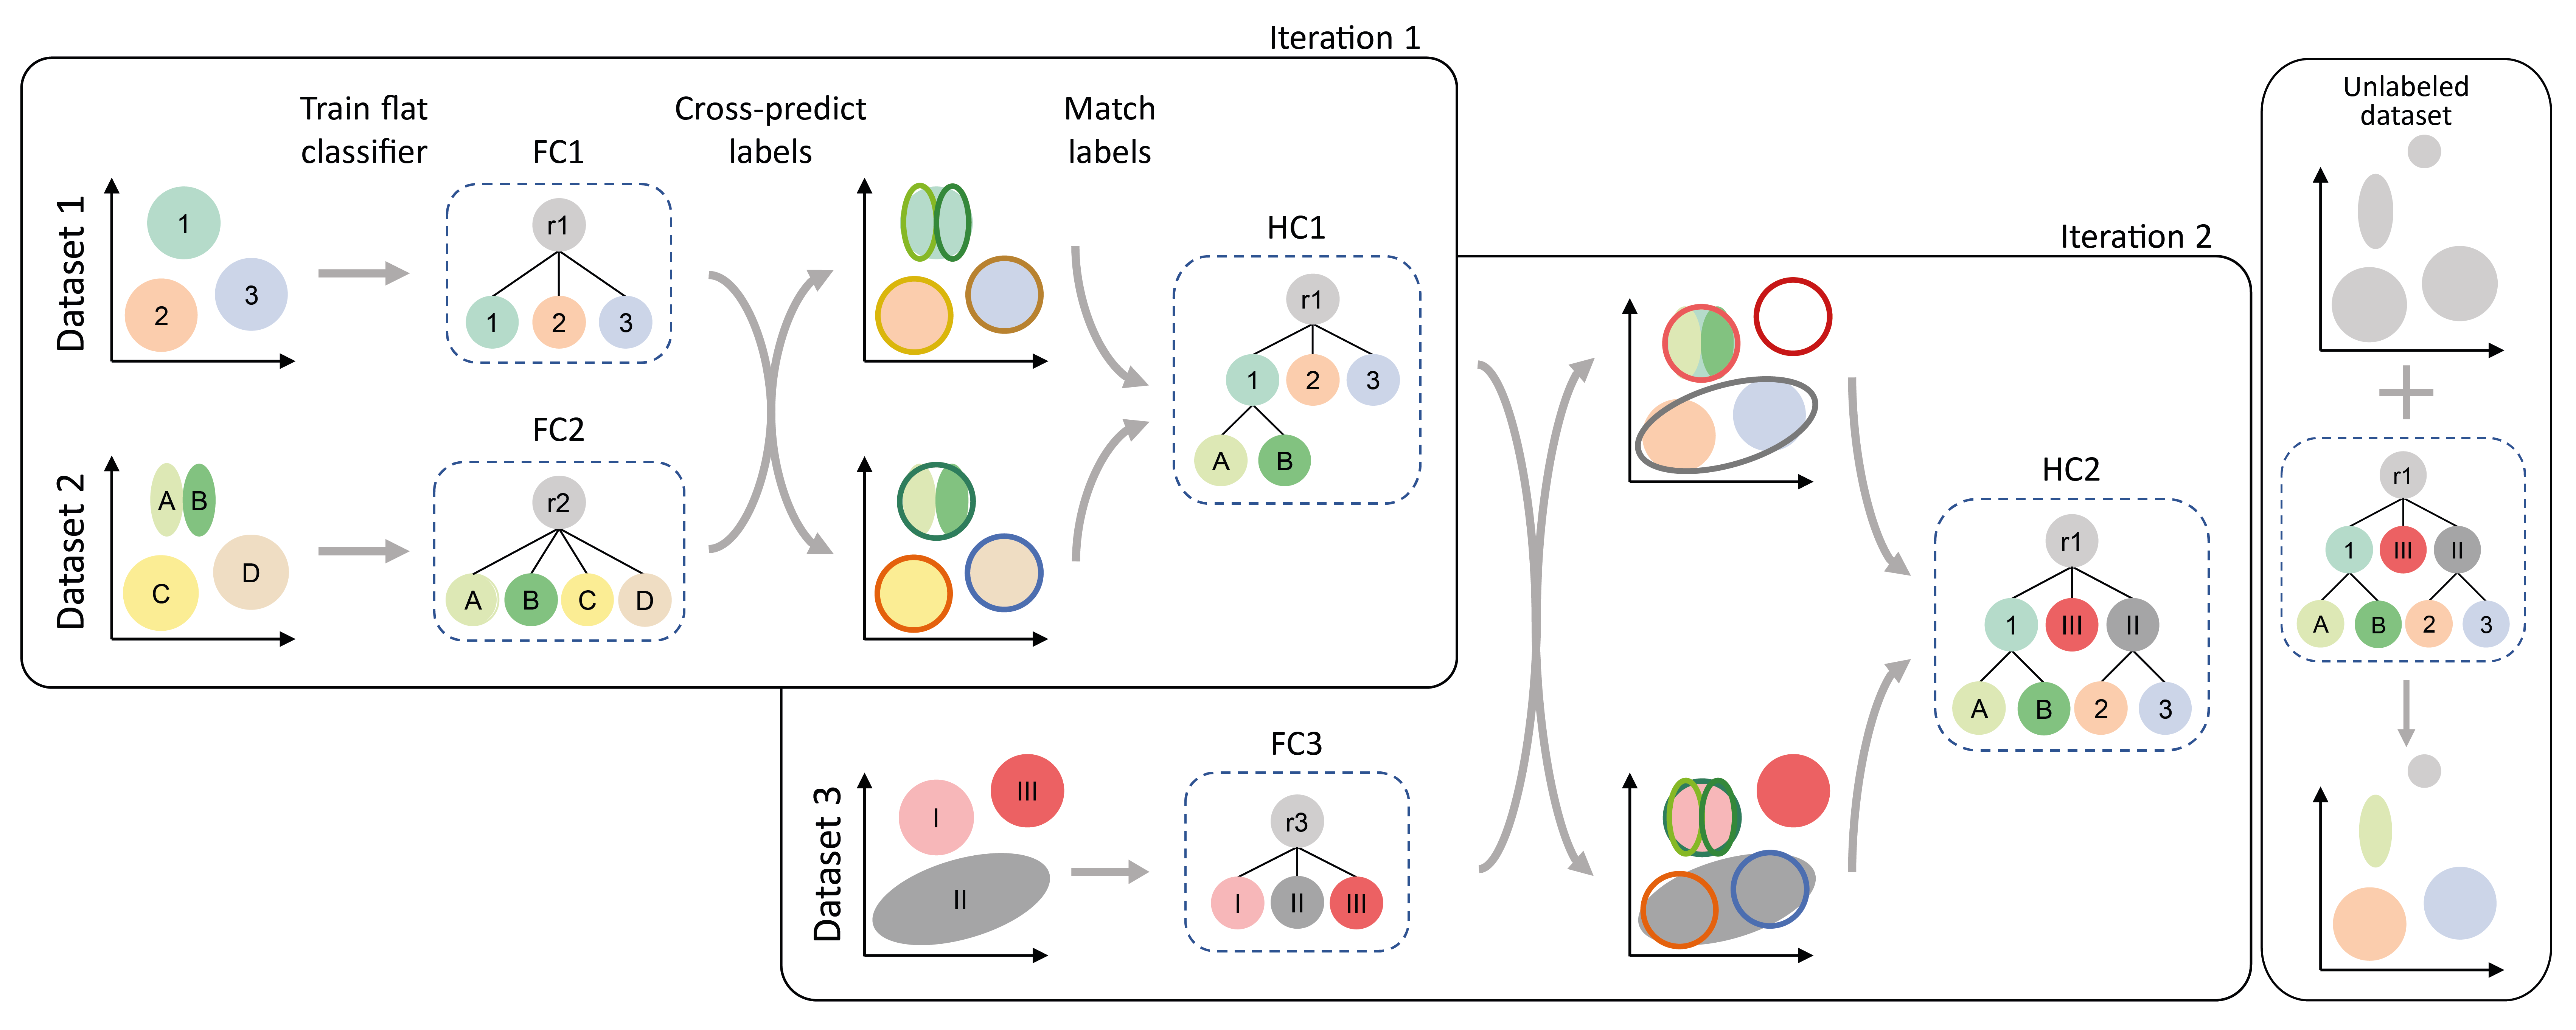 Iteration 1
Train flat
classifier
Cross-predict
labels
Match
labels
Dataset 1
1
2
3
FC1
r1
1 2 3
Dataset 2
A B
C
D
FC2
r2
A B C D
HC1
r1
1 2 3
A B
Iteration 2
Dataset 3
I
III
II
FC3
r3
I II III
HC2
r1
1 III II
A B 2 3
Unlabeled
dataset
r1
1 III II
A B 2 3